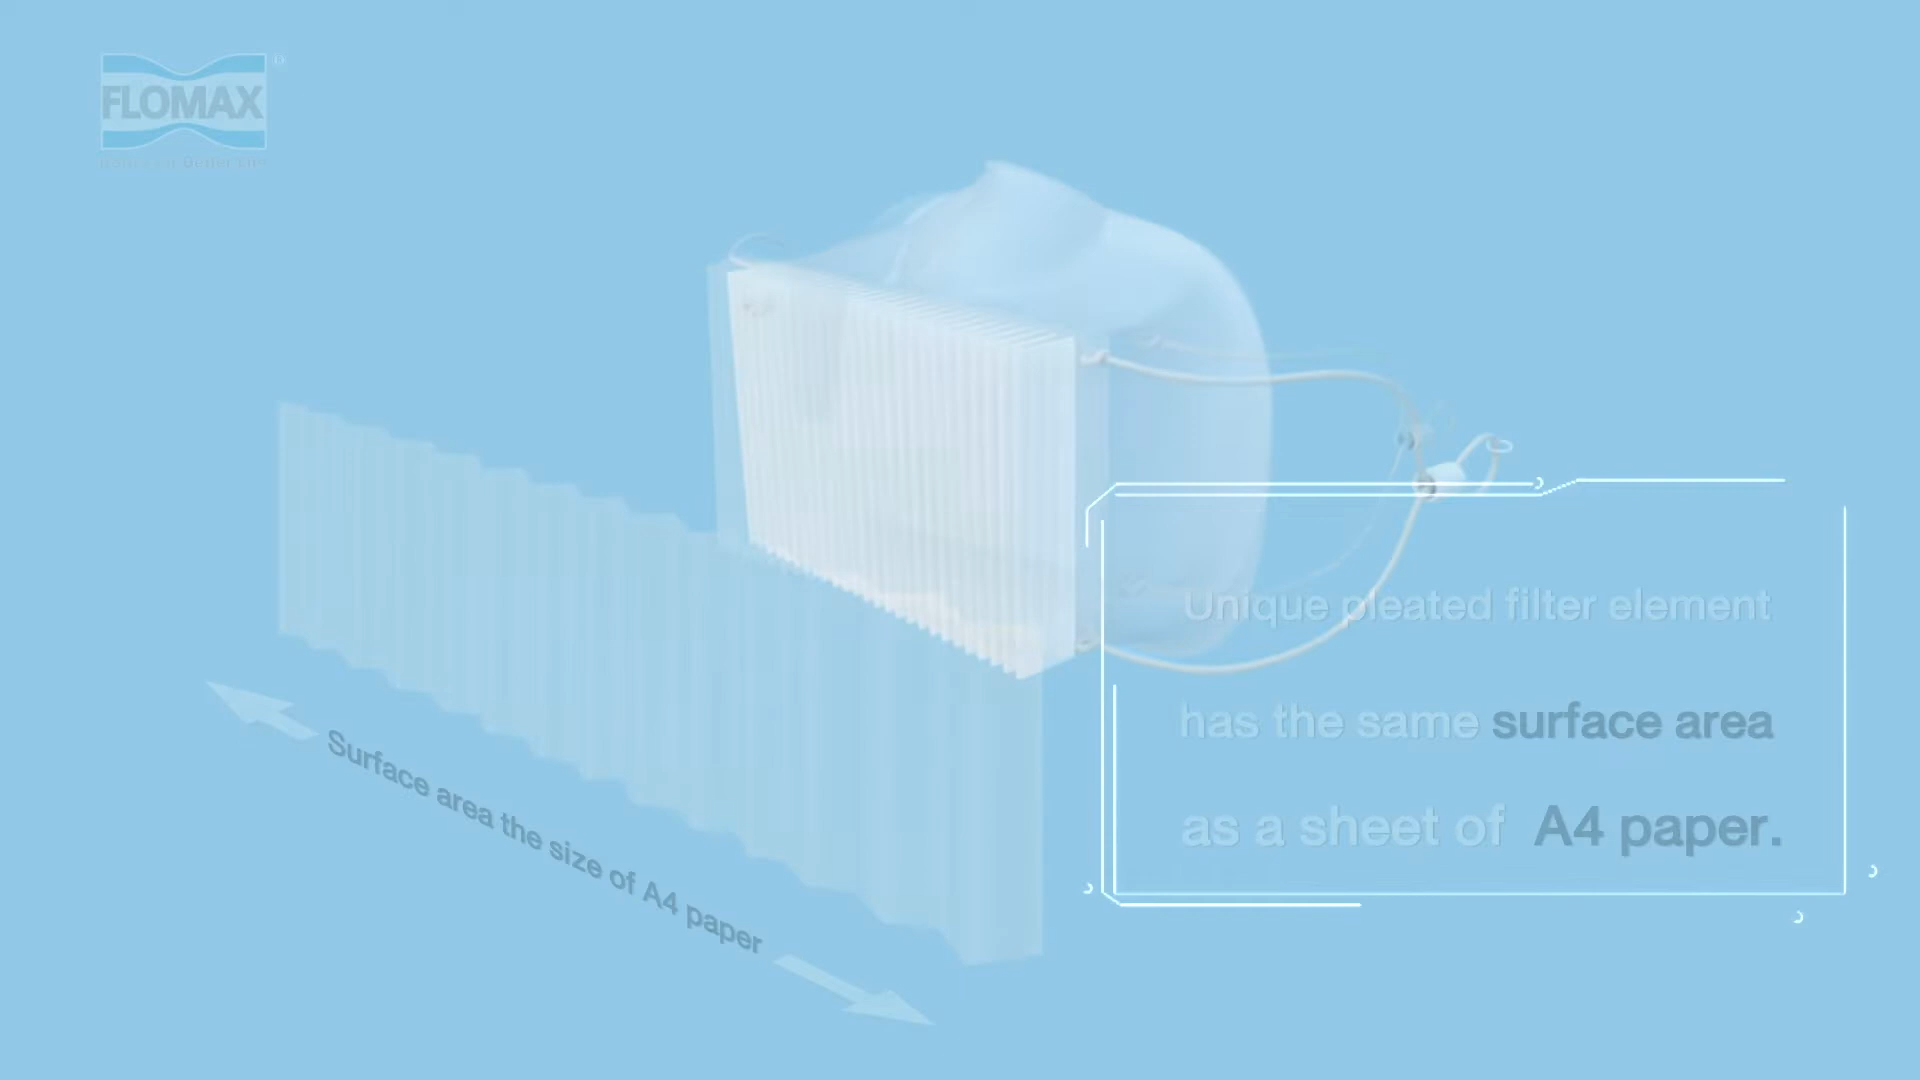 FLOMAX
Unique pleated filter element
has the same surface area
as a sheet of A4 paper.
Surface area the size of A4 paper